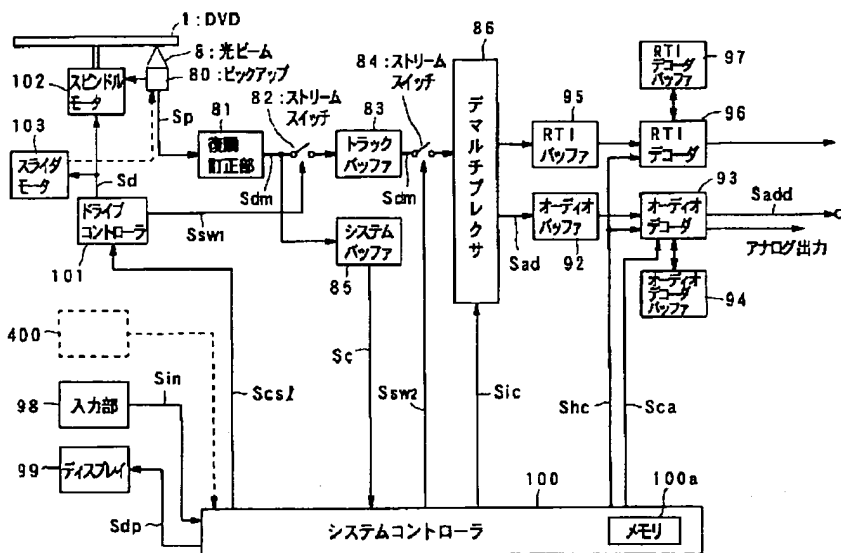 1:DVD
8:光ビーム
80:ピックアップ
102
スピンドル
モータ
Sp
103
スライダ
モータ
Sd
81
復調
訂正部
Sdm
82:ストリーム
スイッチ
83
トラック
バッファ
84:ストリーム
スイッチ
Sdm
86
デマルチプレクサ
95
RTI
バッファ
RTI
デコーダ
バッファ
97
96
RTI
デコーダ
ドライブ
コントローラ
101
Ssw1
システム
バッファ
85
Sad
オーディオ
バッファ
92
93
オーディオ
デコーダ
Sadd
アナログ出力
オーディオ
デコーダ
バッファ
94
400
98
入力部
Sin
99
ディスプレイ
Sdp
Scsl
Sc
Ssw2
Sic
Shc
Sca
100
システムコントローラ
100a
メモリ